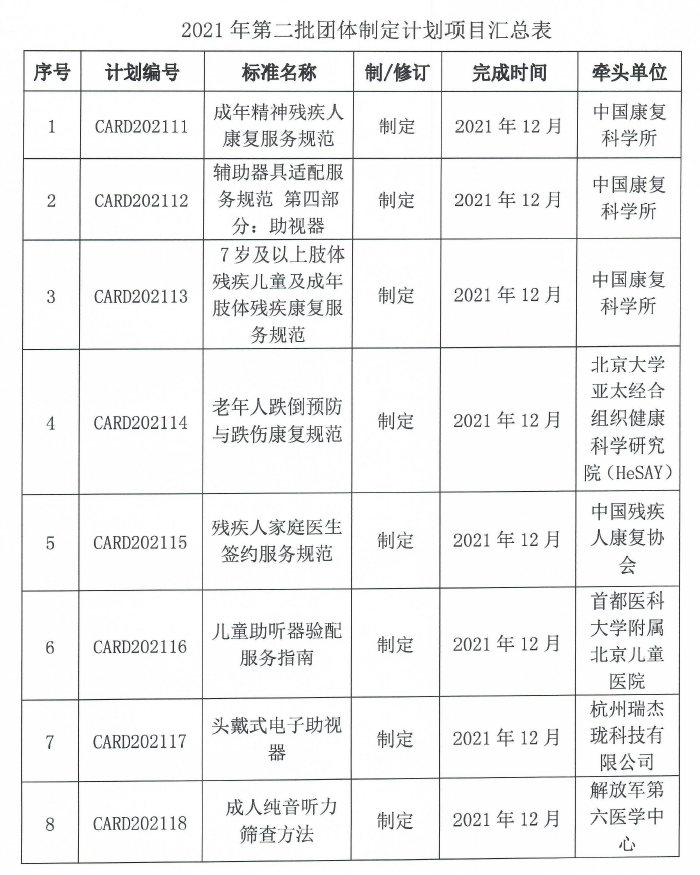 2021 年第二批团体制定计划项目汇总表
序号 计划编号 标准名称 制/修订 完成时间 牵头单位
1 CARD202111 成年精神残疾人康复服务规范 制定 2021 年 12 月 中国康复科学所
2 CARD202112 辅助器具适配服务规范 第四部分：助视器 制定 2021 年 12 月 中国康复科学所
3 CARD202113 7 岁及以上肢体残疾儿童及成年肢体残疾康复服务规范 制定 2021 年 12 月 中国康复科学所
4 CARD202114 老年人跌倒预防与跌伤康复规范 制定 2021 年 12 月 北京大学亚太经合组织健康科学研究院（HeSAY）
5 CARD202115 残疾人家庭医生签约服务规范 制定 2021 年 12 月 中国残疾人康复协会
6 CARD202116 儿童助听器验配服务指南 制定 2021 年 12 月 首都医科大学附属北京儿童医院
7 CARD202117 头戴式电子助视器 制定 2021 年 12 月 杭州瑞杰珑科技有限公司
8 CARD202118 成人纯音听力筛查方法 制定 2021 年 12 月 解放军第六医学中心